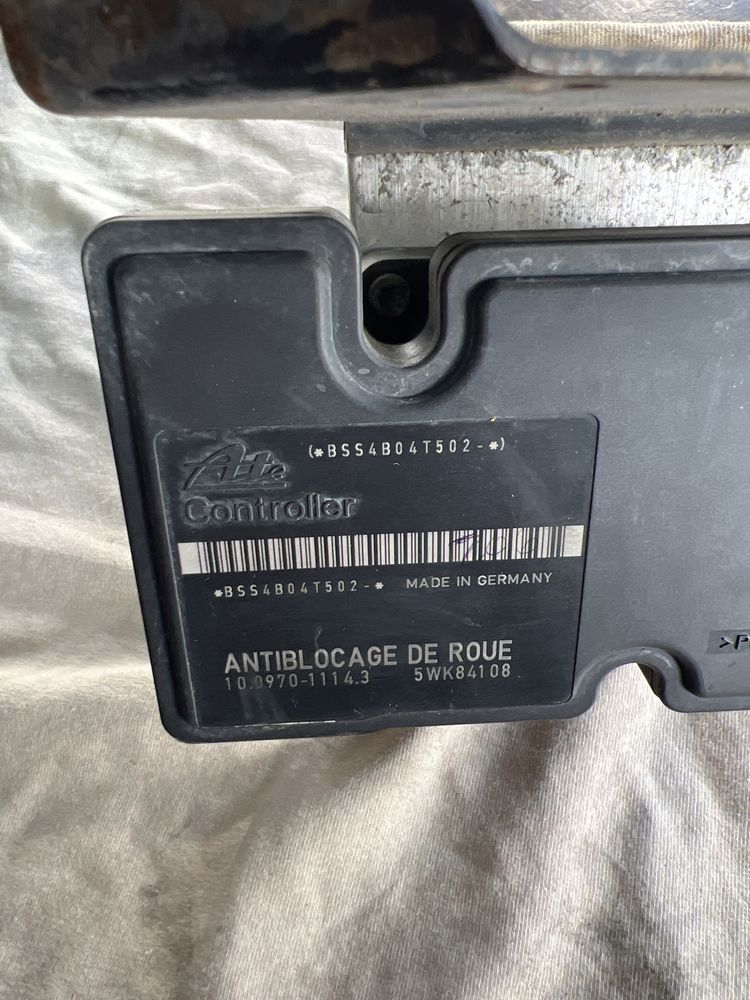 (*BSS4B04T502-*)
Ate
Controller
*BSS4B04T502-* MADE IN GERMANY
ANTIBLOCAGE DE ROUE
10.0970-1114.3 5WK84108
>P